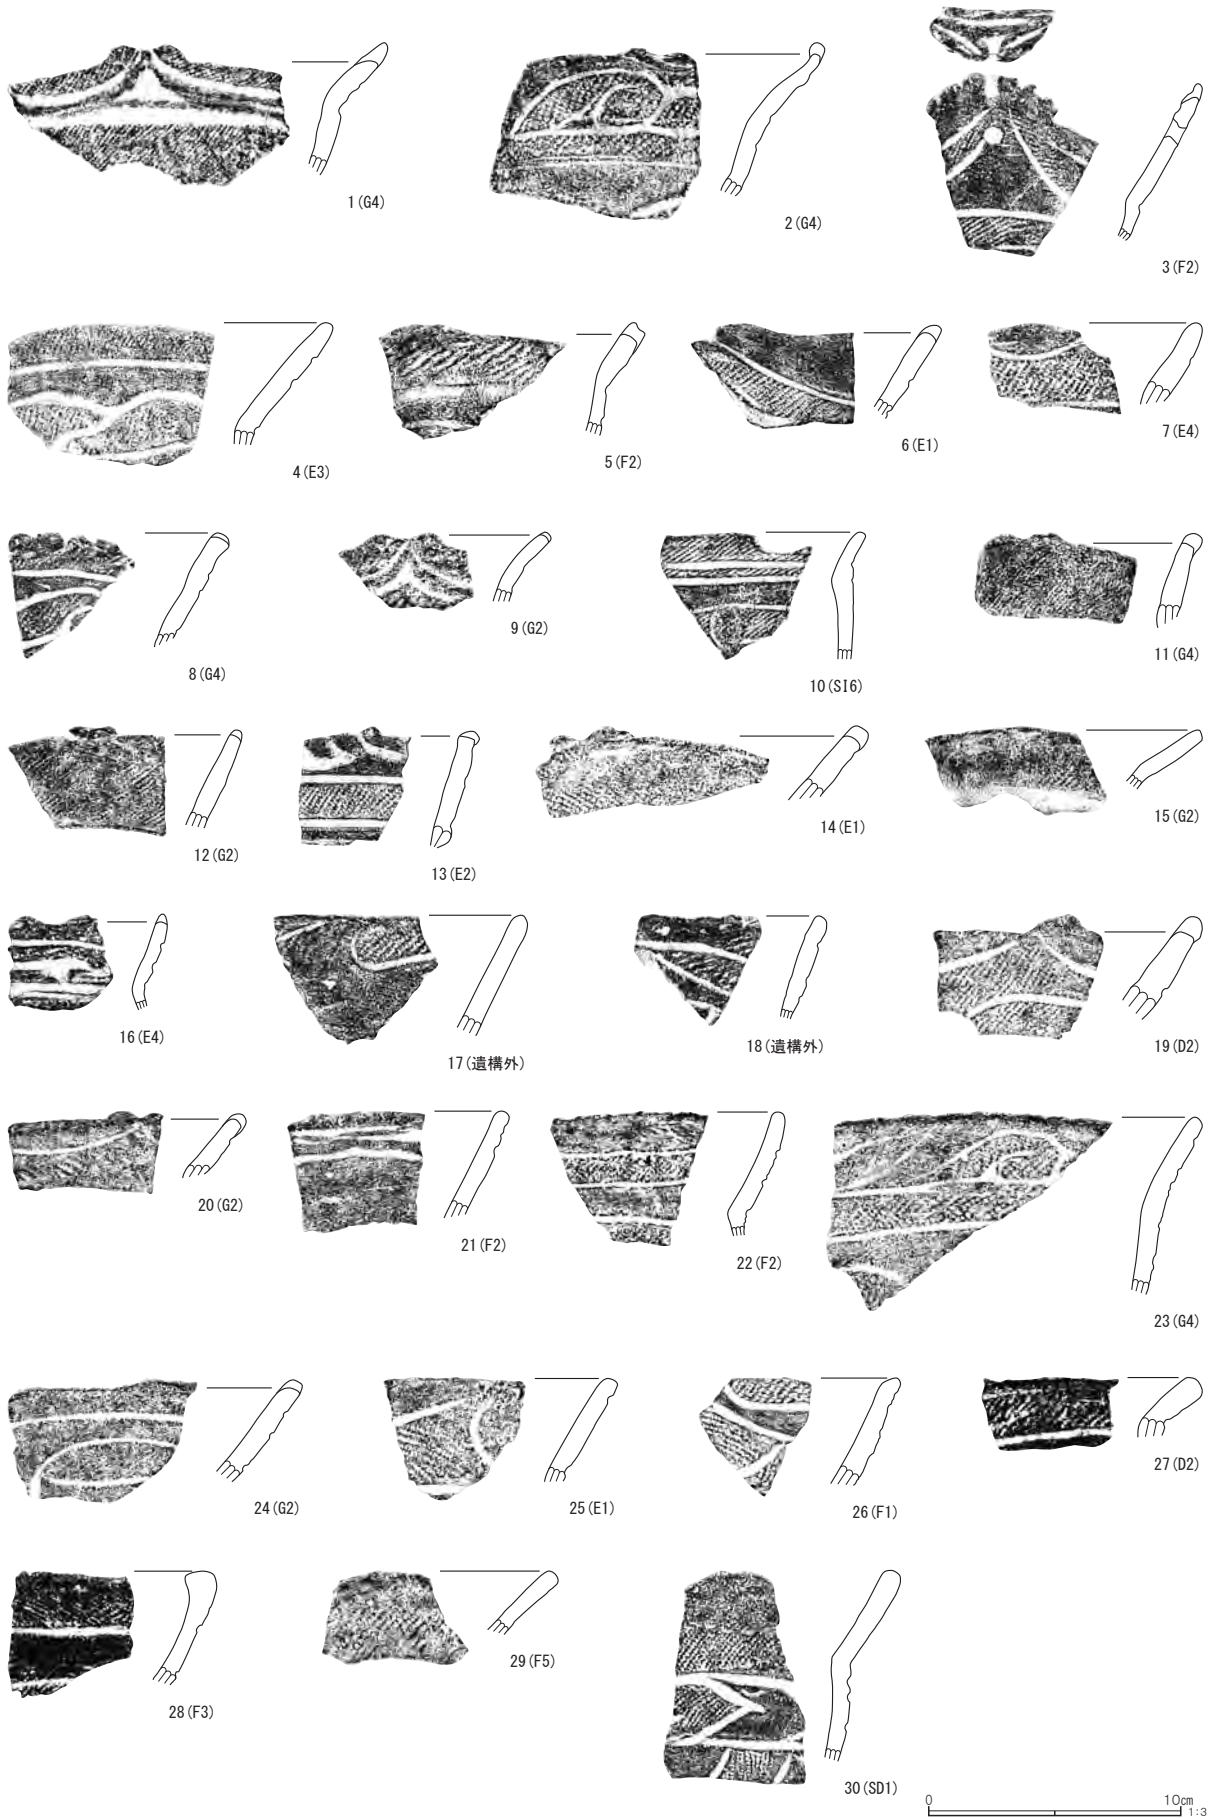 1(G4)
2(G4)
3(F2)
4(E3)
5(F2)
6(E1)
7(E4)
8(G4)
9(G2)
10(SI6)
11(G4)
12(G2)
13(E2)
14(E1)
15(G2)
16(E4)
17(遺構外)
18(遺構外)
19(D2)
20(G2)
21(F2)
22(F2)
23(G4)
24(G2)
25(E1)
26(F1)
27(D2)
28(F3)
29(F5)
30(SD1)
0 10cm
1:3